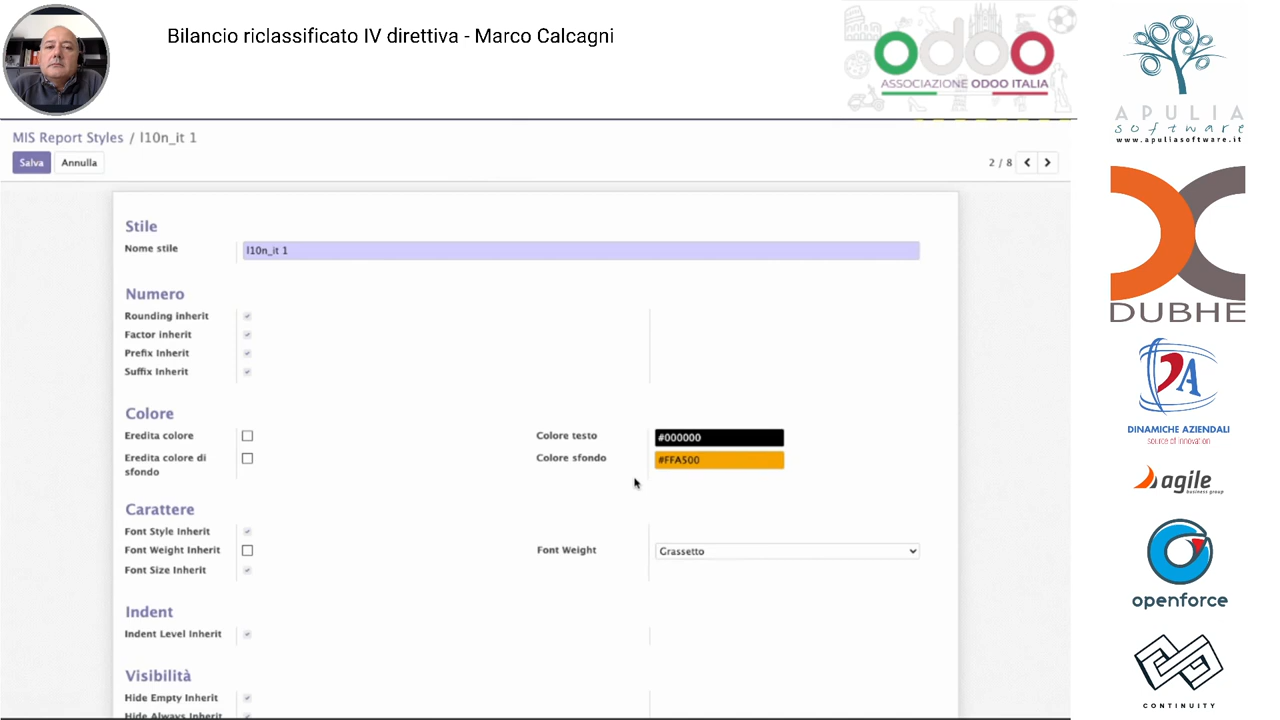 Bilancio riclassificato IV direttiva - Marco Calcagni
odoo
ASSOCIAZIONE ODOO ITALIA
MIS Report Styles / l10n_it 1
Salva
Annulla
2 / 8
Stile
Nome stile
l10n_it 1
Numero
Rounding inherit
Factor inherit
Prefix Inherit
Suffix Inherit
Colore
Eredita colore
Colore testo
#000000
Eredita colore di
sfondo
Colore sfondo
#FFA500
Carattere
Font Style Inherit
Font Weight Inherit
Font Weight
Grassetto
Font Size Inherit
Indent
Indent Level Inherit
Visibilità
Hide Empty Inherit
Hide Always Inherit
APULIA
software
www.apuliasoftware.it
DUBHE
DA
DINAMICHE AZIENDALI
source of innovation
agile
business group
openforce
CONTINUITY